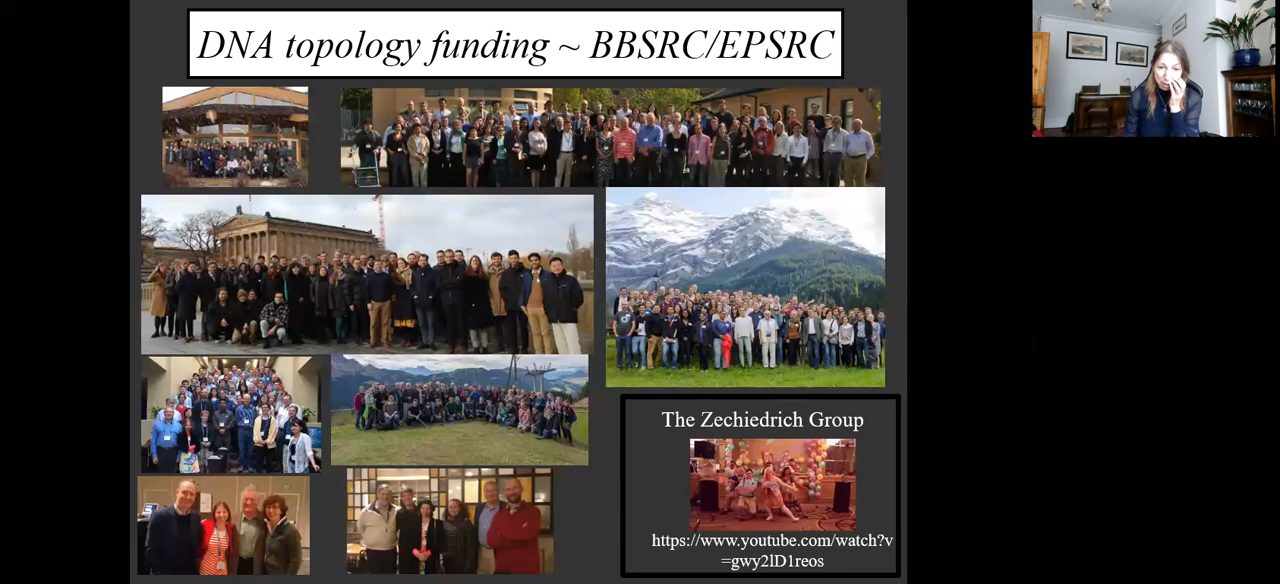 DNA topology funding ~ BBSRC/EPSRC
The Zechiedrich Group
https://www.youtube.com/watch?v
=gwy2lD1reos